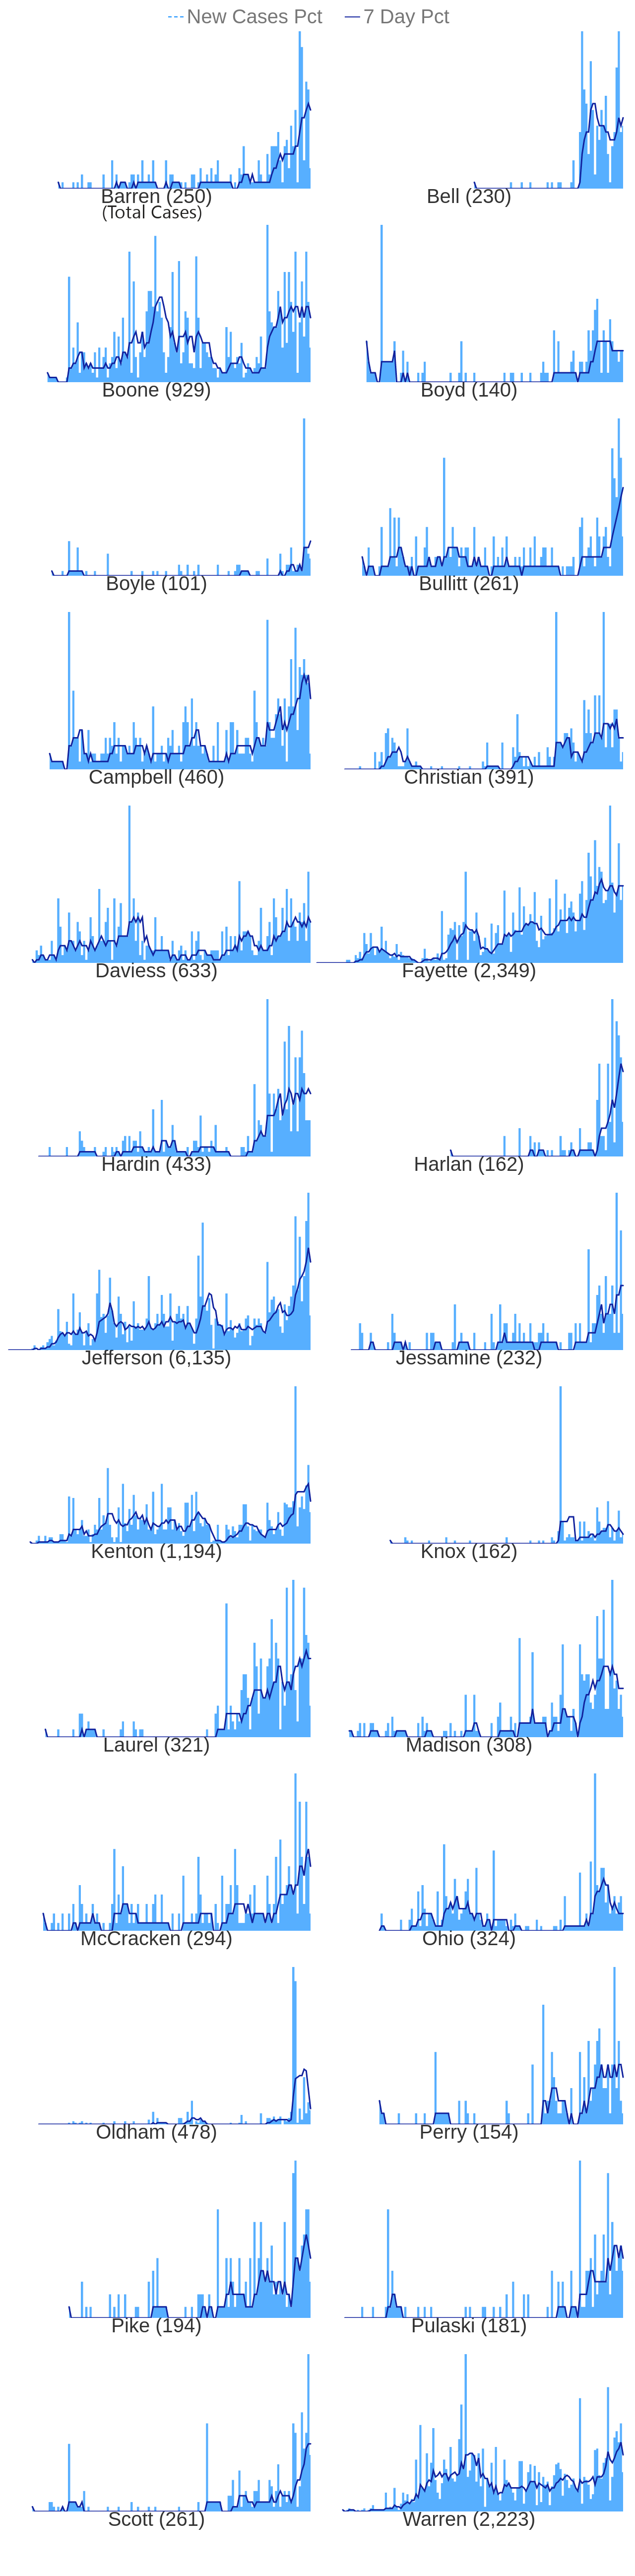 New Cases Pct 7 Day Pct
Barren (250) Bell (230)
(Total Cases)
Boone (929) Boyd (140)
Boyle (101) Bullitt (261)
Campbell (460) Christian (391)
Daviess (633) Fayette (2,349)
Hardin (433) Harlan (162)
Jefferson (6,135) Jessamine (232)
Kenton (1,194) Knox (162)
Laurel (321) Madison (308)
McCracken (294) Ohio (324)
Oldham (478) Perry (154)
Pike (194) Pulaski (181)
Scott (261) Warren (2,223)